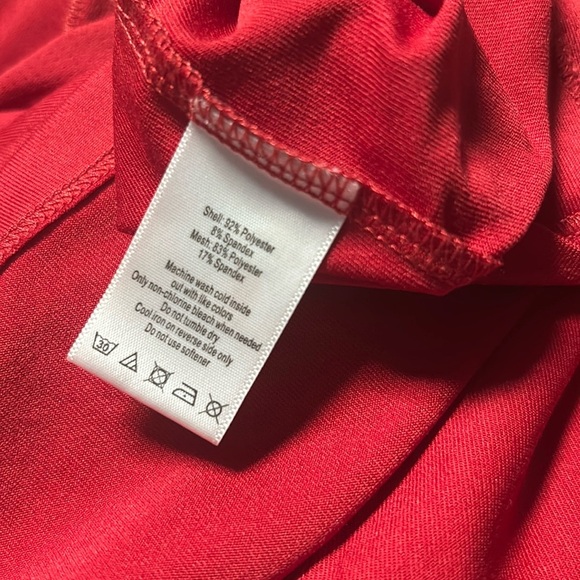 Shell: 92% Polyester
8% Spandex
Mesh: 83% Polyester
17% Spandex
Machine wash cold inside
out with like colors
Only non-chlorine bleach when needed
Do not tumble dry
Cool iron on reverse side only
Do not use softener
30